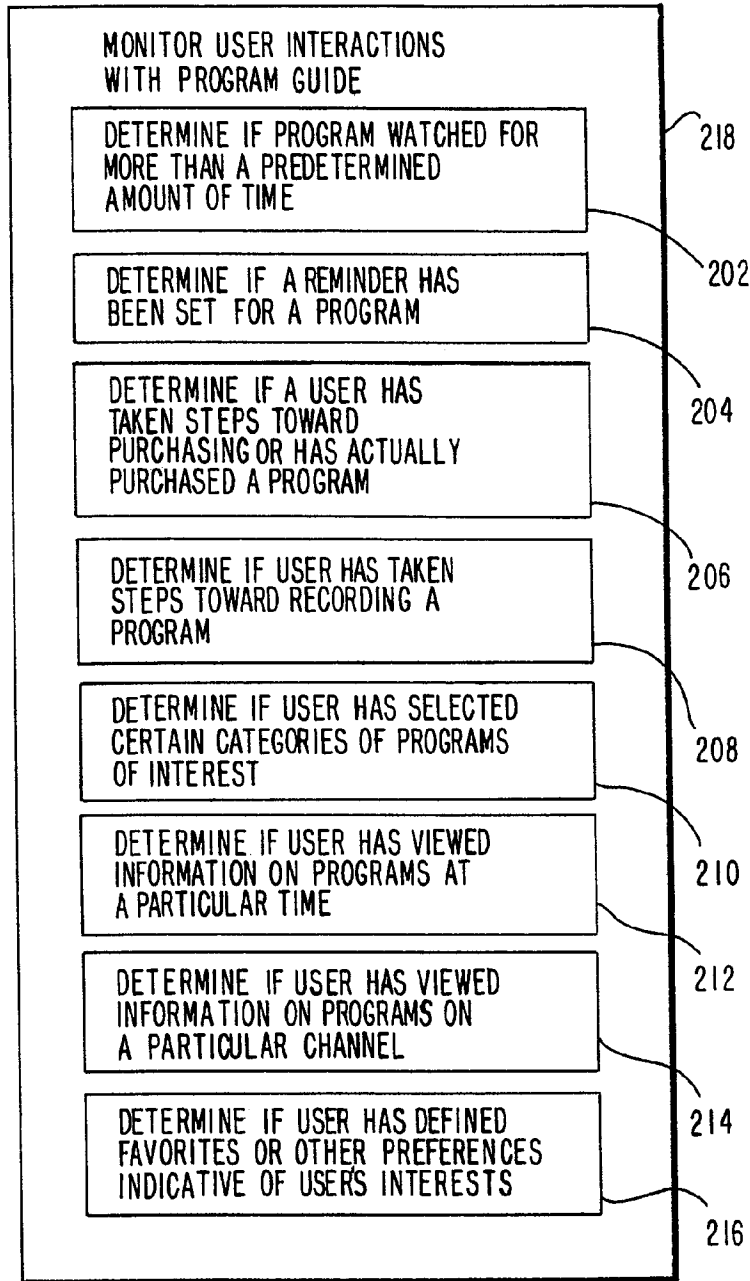 MONITOR USER INTERACTIONS
WITH PROGRAM GUIDE
DETERMINE IF PROGRAM WATCHED FOR
MORE THAN A PREDETERMINED
AMOUNT OF TIME
218
202
DETERMINE IF A REMINDER HAS
BEEN SET FOR A PROGRAM
204
DETERMINE IF A USER HAS
TAKEN STEPS TOWARD
PURCHASING OR HAS ACTUALLY
PURCHASED A PROGRAM
206
DETERMINE IF USER HAS TAKEN
STEPS TOWARD RECORDING A
PROGRAM
208
DETERMINE IF USER HAS SELECTED
CERTAIN CATEGORIES OF PROGRAMS
OF INTEREST
210
DETERMINE IF USER HAS VIEWED
INFORMATION ON PROGRAMS AT
A PARTICULAR TIME
212
DETERMINE IF USER HAS VIEWED
INFORMATION ON PROGRAMS ON
A PARTICULAR CHANNEL
214
DETERMINE IF USER HAS DEFINED
FAVORITES OR OTHER PREFERENCES
INDICATIVE OF USER'S INTERESTS
216